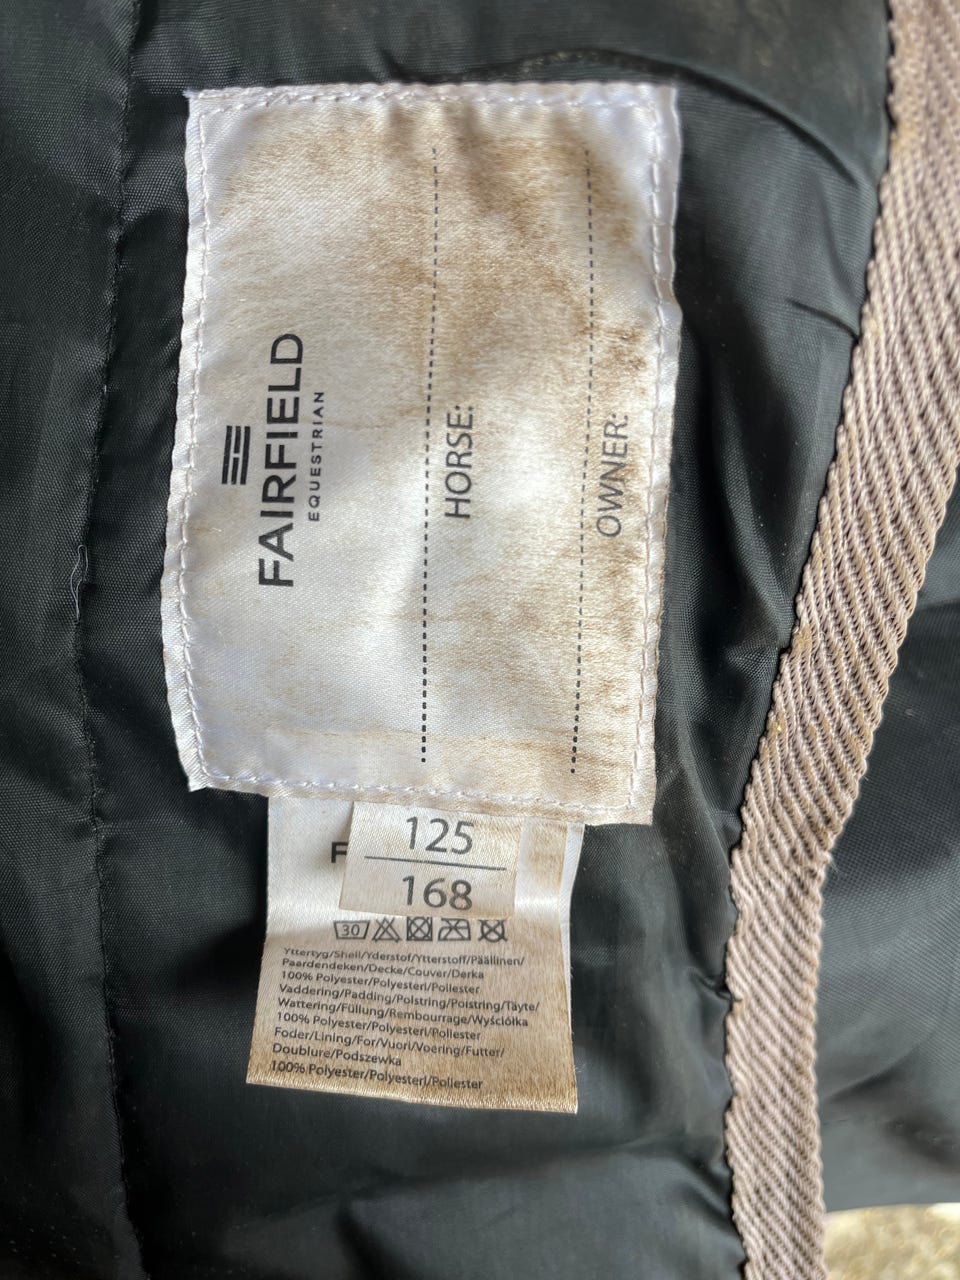 FAIRFIELD
EQUESTRIAN
HORSE:
OWNER:
125
168
F
30
Yttertyg/Shell/Yderstof/Ytterstoff/Päällinen/
Paardendeken/Decke/Couver/Derka
100% Polyester/Polyesteri/Poliester
Vaddering/Padding/Polstring/Polstring/Täyte/
Wattering/Füllung/Rembourrage/Wyściółka
100% Polyester/Polyesteri/Poliester
Foder/Lining/For/Vuori/Voering/Futter/
Doublure/Podszewka
100% Polyester/Polyesteri/Poliester